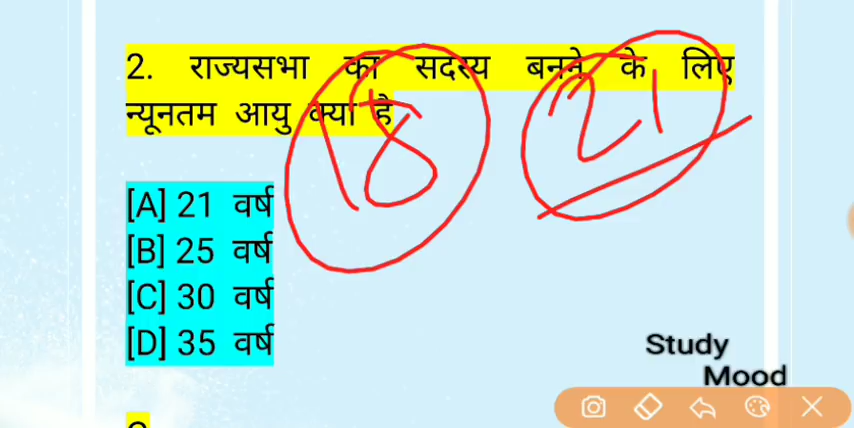 2. राज्यसभा का सदस्य बनने के लिए
न्यूनतम आयु क्या है
18 21
[A] 21 वर्ष
[B] 25 वर्ष
[C] 30 वर्ष
[D] 35 वर्ष
Study
Mood